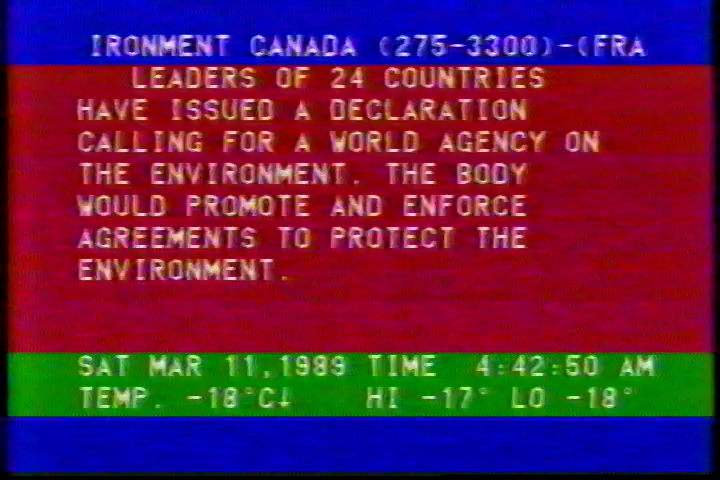 IRONMENT CANADA (275-3300)-(FRA
LEADERS OF 24 COUNTRIES
HAVE ISSUED A DECLARATION
CALLING FOR A WORLD AGENCY ON
THE ENVIRONMENT. THE BODY
WOULD PROMOTE AND ENFORCE
AGREEMENTS TO PROTECT THE
ENVIRONMENT.
SAT MAR 11,1989 TIME 4:42:50 AM
TEMP. -18°C↓ HI -17° LO -18°